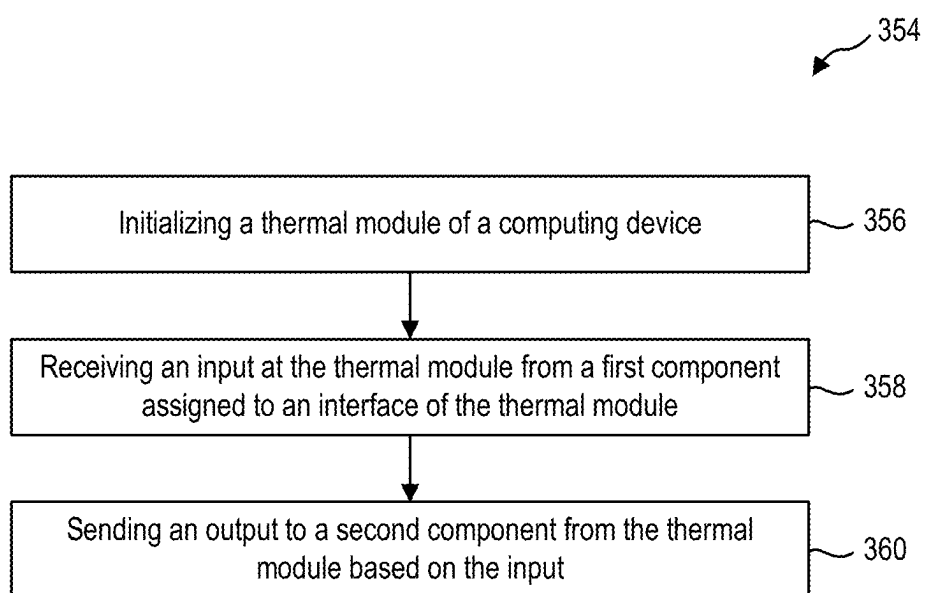 354
Initializing a thermal module of a computing device
356
Receiving an input at the thermal module from a first component
assigned to an interface of the thermal module
358
Sending an output to a second component from the thermal
module based on the input
360